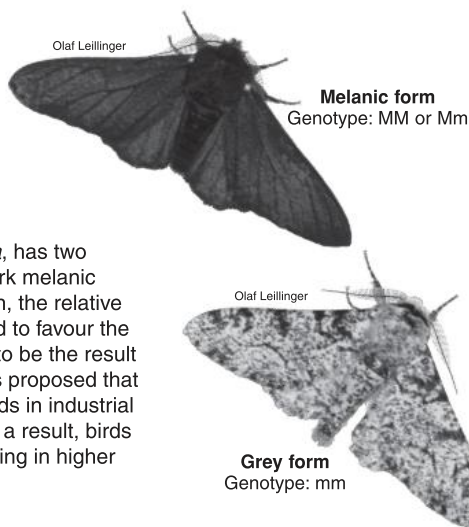 Olaf Leillinger
Melanic form
Genotype: MM or Mm
, has two
rk melanic
n, the relative
d to favour the
to be the result
s proposed that
ds in industrial
a result, birds
ing in higher
Olaf Leillinger
Grey form
Genotype: mm